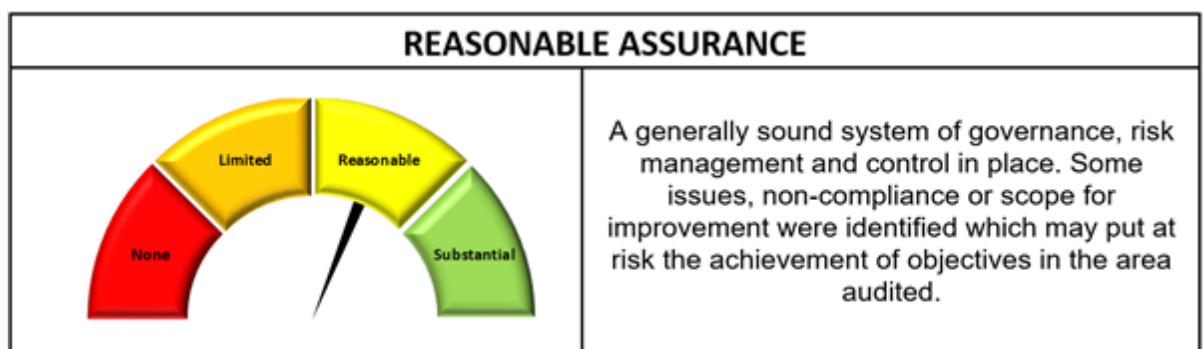 REASONABLE ASSURANCE
None
Limited
Reasonable
Substantial
A generally sound system of governance, risk
management and control in place. Some
issues, non-compliance or scope for
improvement were identified which may put at
risk the achievement of objectives in the area
audited.